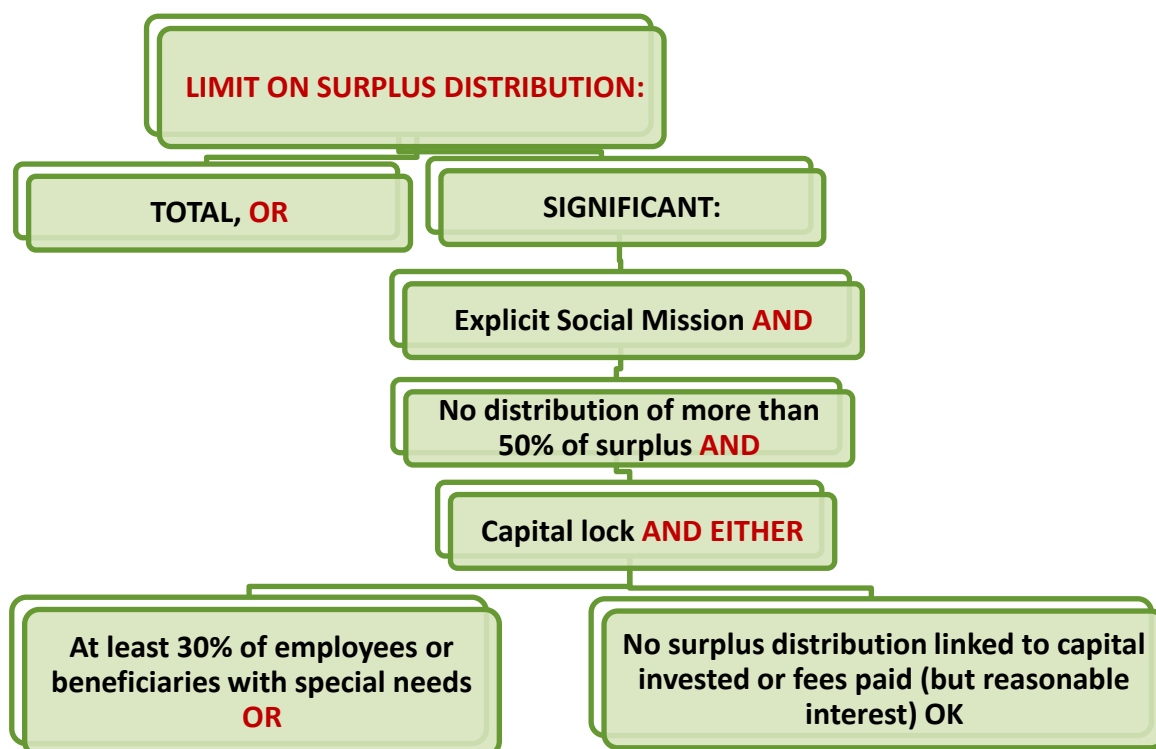 LIMIT ON SURPLUS DISTRIBUTION:
TOTAL, OR
SIGNIFICANT:
Explicit Social Mission AND
No distribution of more than
50% of surplus AND
Capital lock AND EITHER
At least 30% of employees or
beneficiaries with special needs
OR
No surplus distribution linked to capital
invested or fees paid (but reasonable
interest) OK